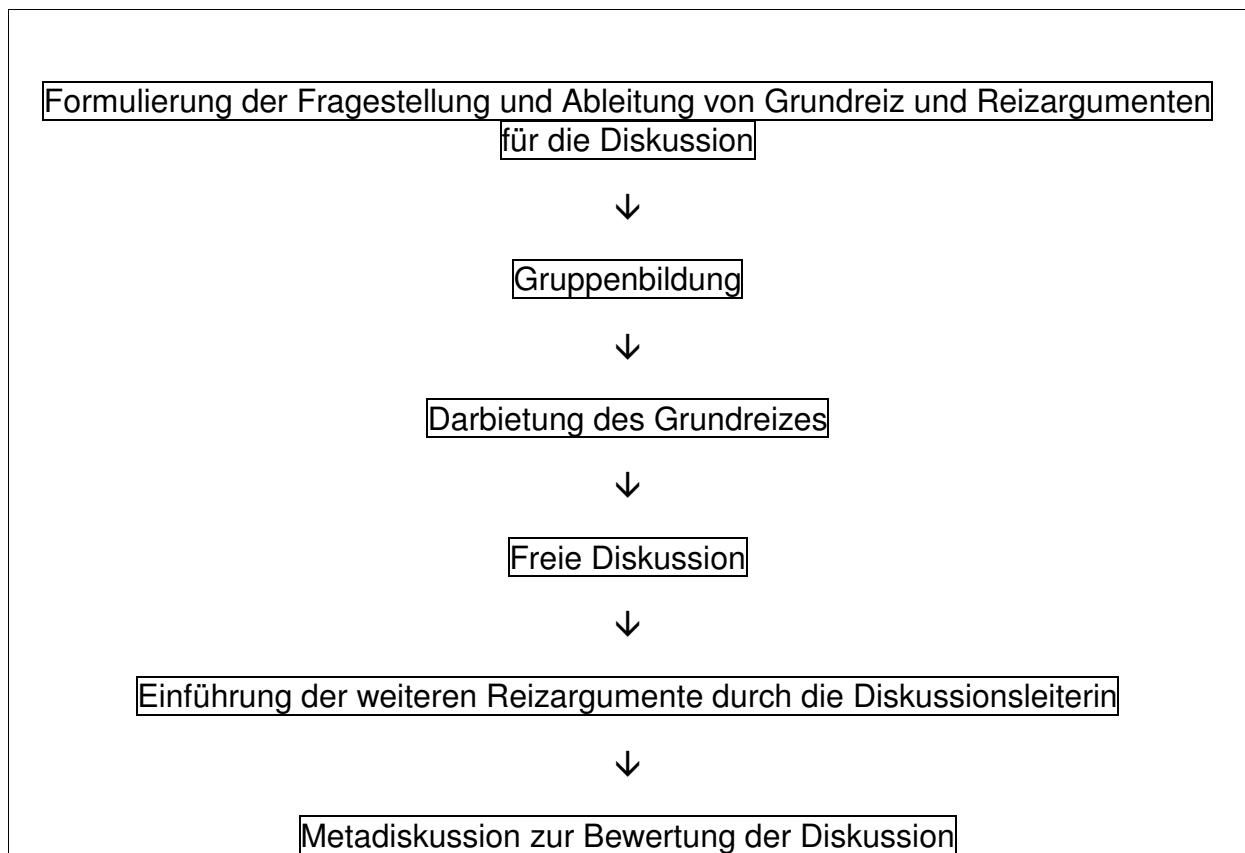 Formulierung der Fragestellung und Ableitung von Grundreiz und Reizargumenten
für die Diskussion
↓
Gruppenbildung
↓
Darbietung des Grundreizes
↓
Freie Diskussion
↓
Einführung der weiteren Reizargumente durch die Diskussionsleiterin
↓
Metadiskussion zur Bewertung der Diskussion